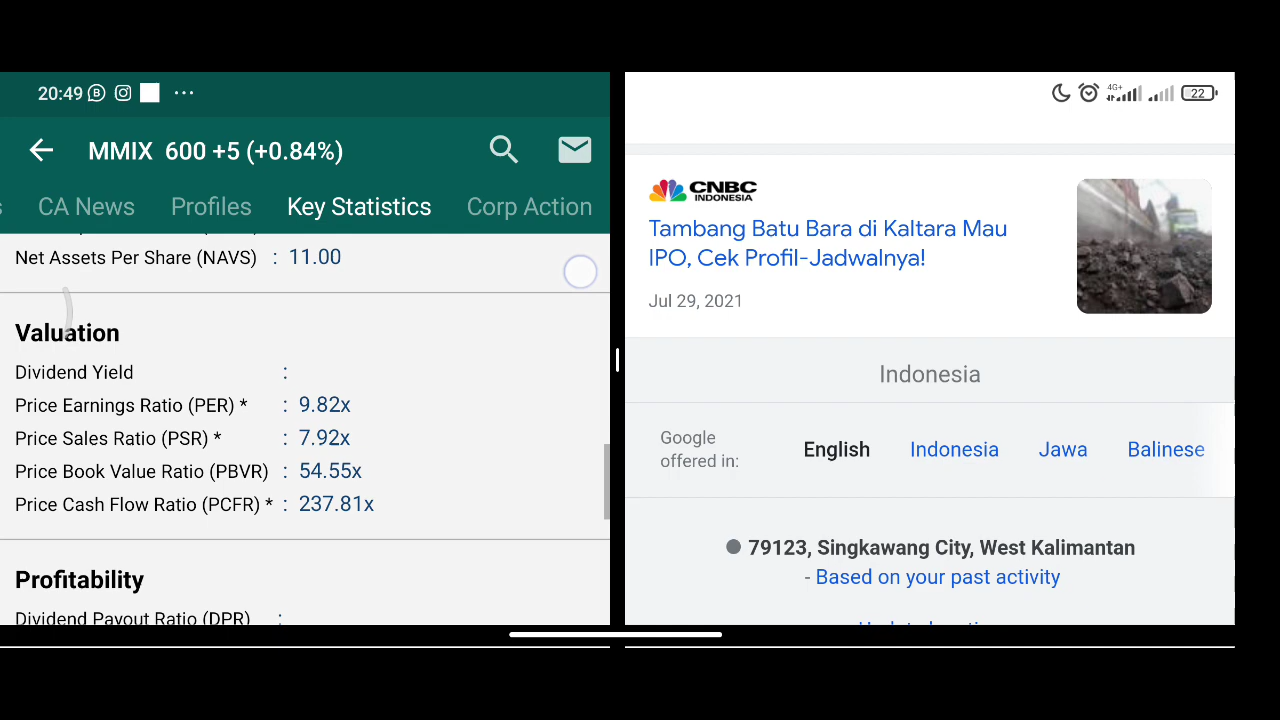 20:49
MMIX 600 +5 (+0.84%)
CA News Profiles Key Statistics Corp Action
Net Assets Per Share (NAVS) : 11.00
Valuation
Dividend Yield :
Price Earnings Ratio (PER) * : 9.82x
Price Sales Ratio (PSR) * : 7.92x
Price Book Value Ratio (PBVR) : 54.55x
Price Cash Flow Ratio (PCFR) * : 237.81x
Profitability
Dividend Payout Ratio (DPR) :
4G+ 22
CNBC
INDONESIA
Tambang Batu Bara di Kaltara Mau
IPO, Cek Profil-Jadwalnya!
Jul 29, 2021
Indonesia
Google
offered in:
English Indonesia Jawa Balinese
79123, Singkawang City, West Kalimantan
- Based on your past activity